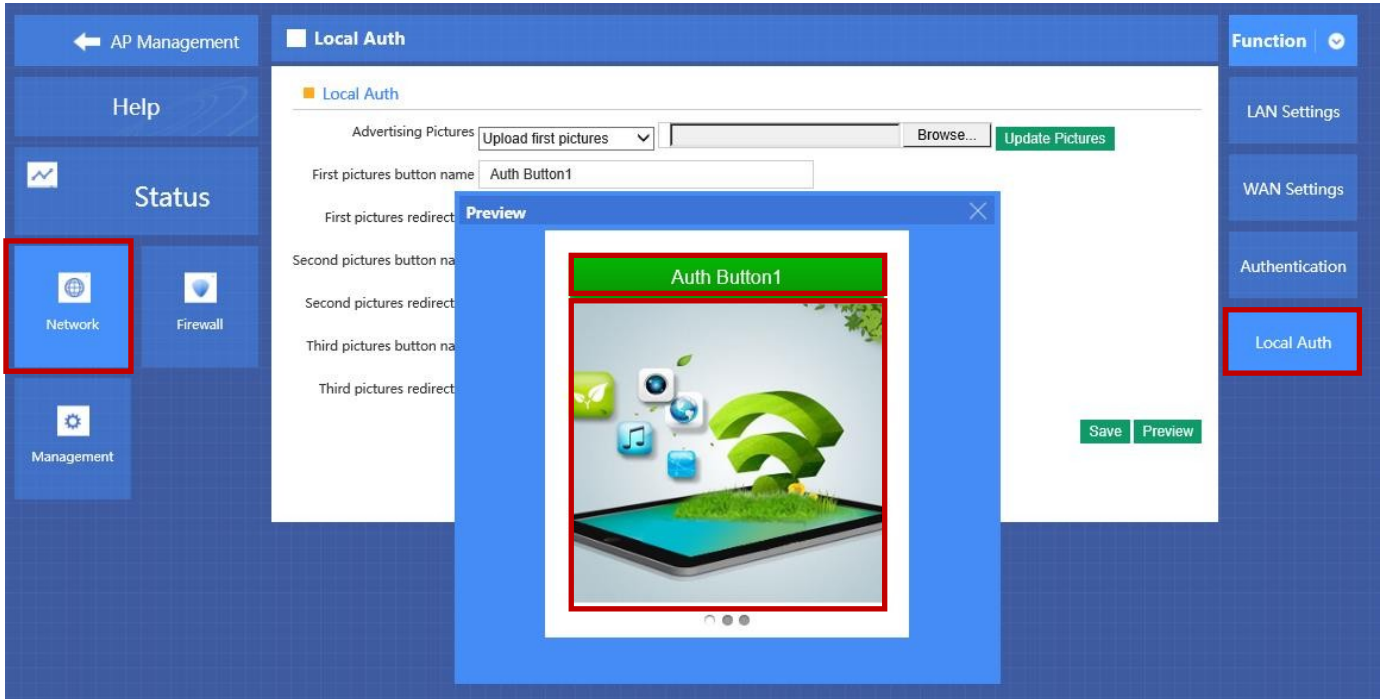 AP Management
Local Auth
Function
Help
Local Auth
LAN Settings
Advertising Pictures Upload first pictures Browse... Update Pictures
First pictures button name Auth Button1
Status
WAN Settings
First pictures redirect
Preview
Second pictures button na
Auth Button1
Authentication
Second pictures redirect
Network
Firewall
Third pictures button na
Local Auth
Third pictures redirect
Save Preview
Management